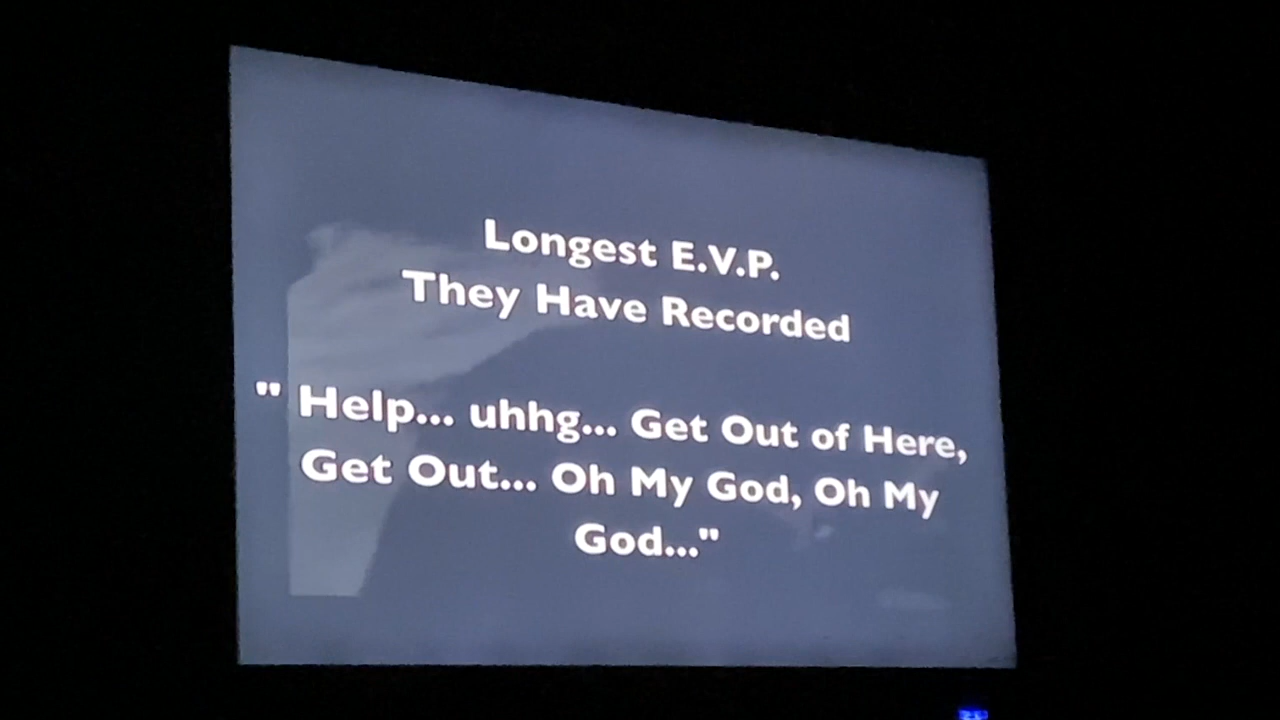 Longest E.V.P.
They Have Recorded
" Help... uhhg... Get Out of Here,
Get Out... Oh My God, Oh My
God..."